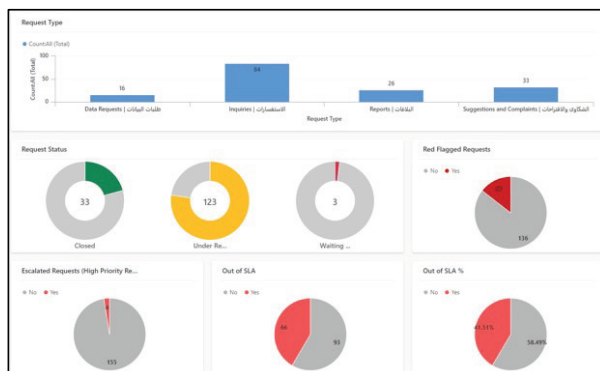 Request Type
CountAll (Total)
CountAll (Total)
100
50
0
16
84
26
33
Data Requests | طلبات البيانات
Inquiries | الاستفسارات
Reports | البلاغات
Suggestions and Complaints | الشكاوى والاقتراحات
Request Type
Request Status
33
Closed
123
Under Re...
3
Waiting ...
Red Flagged Requests
No Yes
136
Escalated Requests (High Priority Re...
No Yes
155
Out of SLA
No Yes
66
93
Out of SLA %
No Yes
41.51%
58.49%